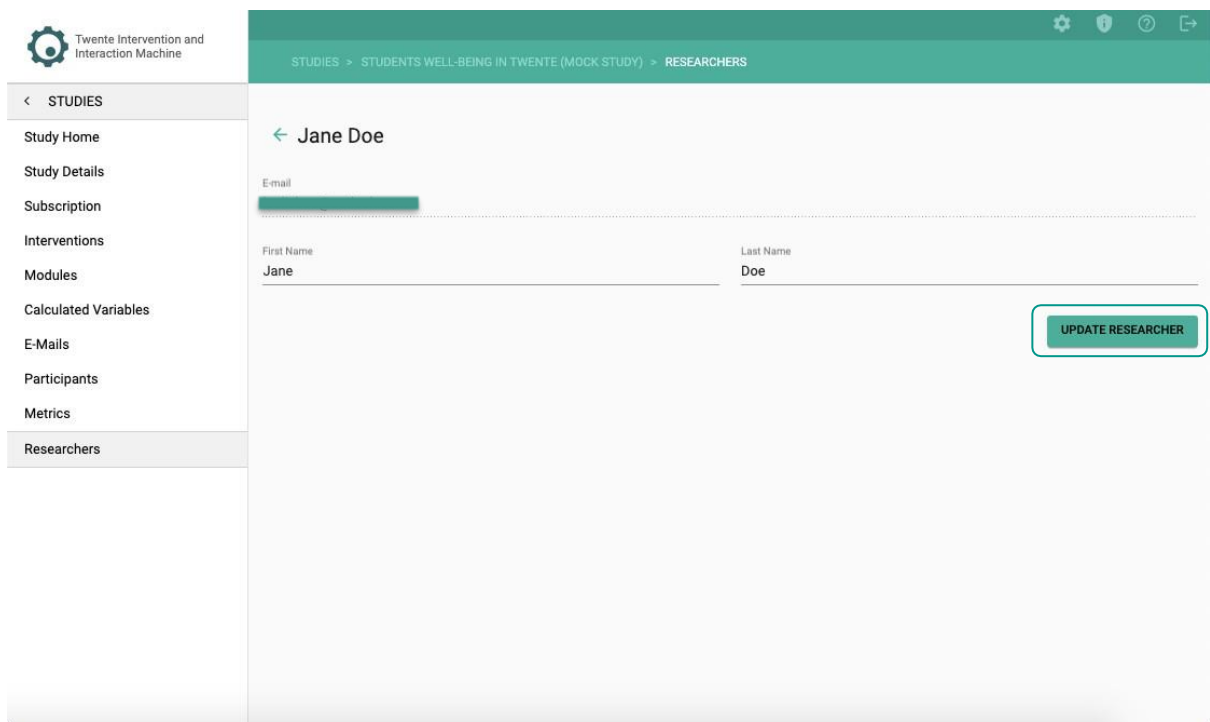 Twente Intervention and
Interaction Machine
STUDIES > STUDENTS WELL-BEING IN TWENTE (MOCK STUDY) > RESEARCHERS
< STUDIES
Study Home
Study Details
Subscription
Interventions
Modules
Calculated Variables
E-Mails
Participants
Metrics
Researchers
← Jane Doe
E-mail
First Name
Jane
Last Name
Doe
UPDATE RESEARCHER